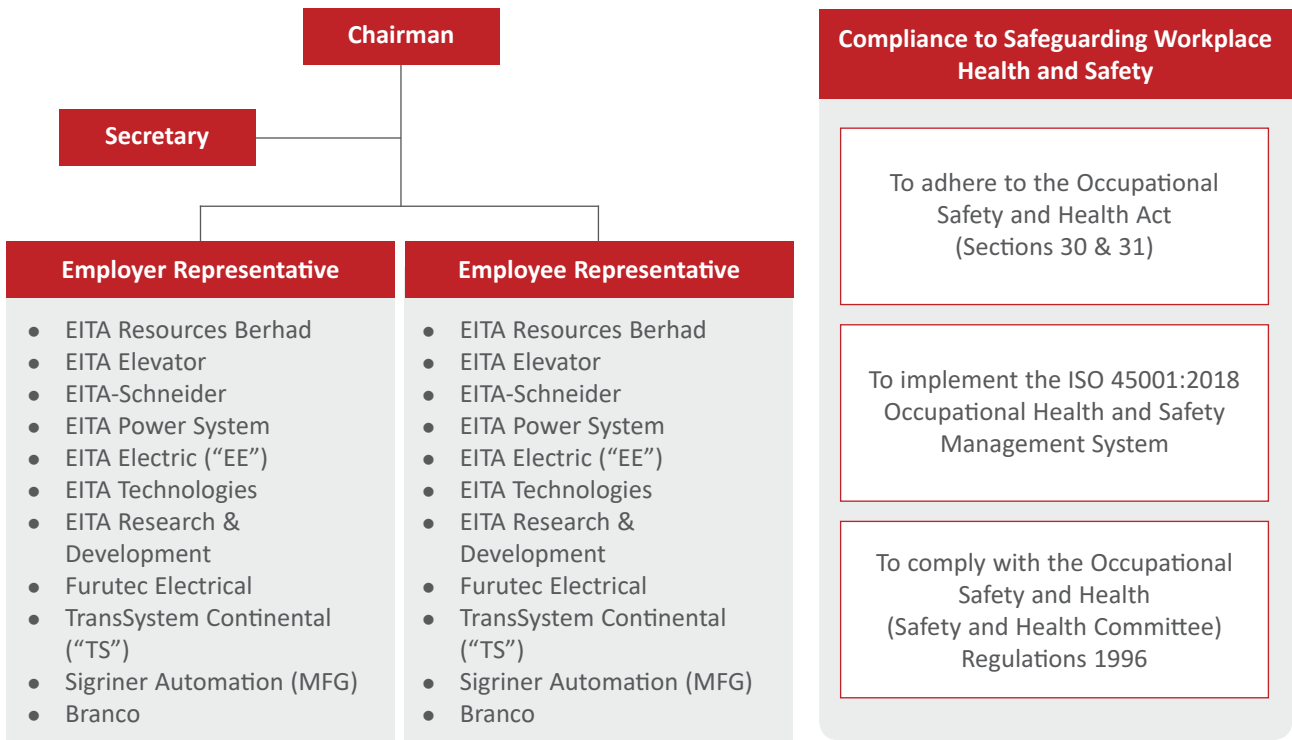 Chairman
Secretary
Employer Representative
● EITA Resources Berhad
● EITA Elevator
● EITA-Schneider
● EITA Power System
● EITA Electric (“EE”)
● EITA Technologies
● EITA Research &
Development
● Furutec Electrical
● TransSystem Continental
(“TS”)
● Sigriner Automation (MFG)
● Branco
Employee Representative
● EITA Resources Berhad
● EITA Elevator
● EITA-Schneider
● EITA Power System
● EITA Electric (“EE”)
● EITA Technologies
● EITA Research &
Development
● Furutec Electrical
● TransSystem Continental
(“TS”)
● Sigriner Automation (MFG)
● Branco
Compliance to Safeguarding Workplace
Health and Safety
To adhere to the Occupational
Safety and Health Act
(Sections 30 & 31)
To implement the ISO 45001:2018
Occupational Health and Safety
Management System
To comply with the Occupational
Safety and Health
(Safety and Health Committee)
Regulations 1996